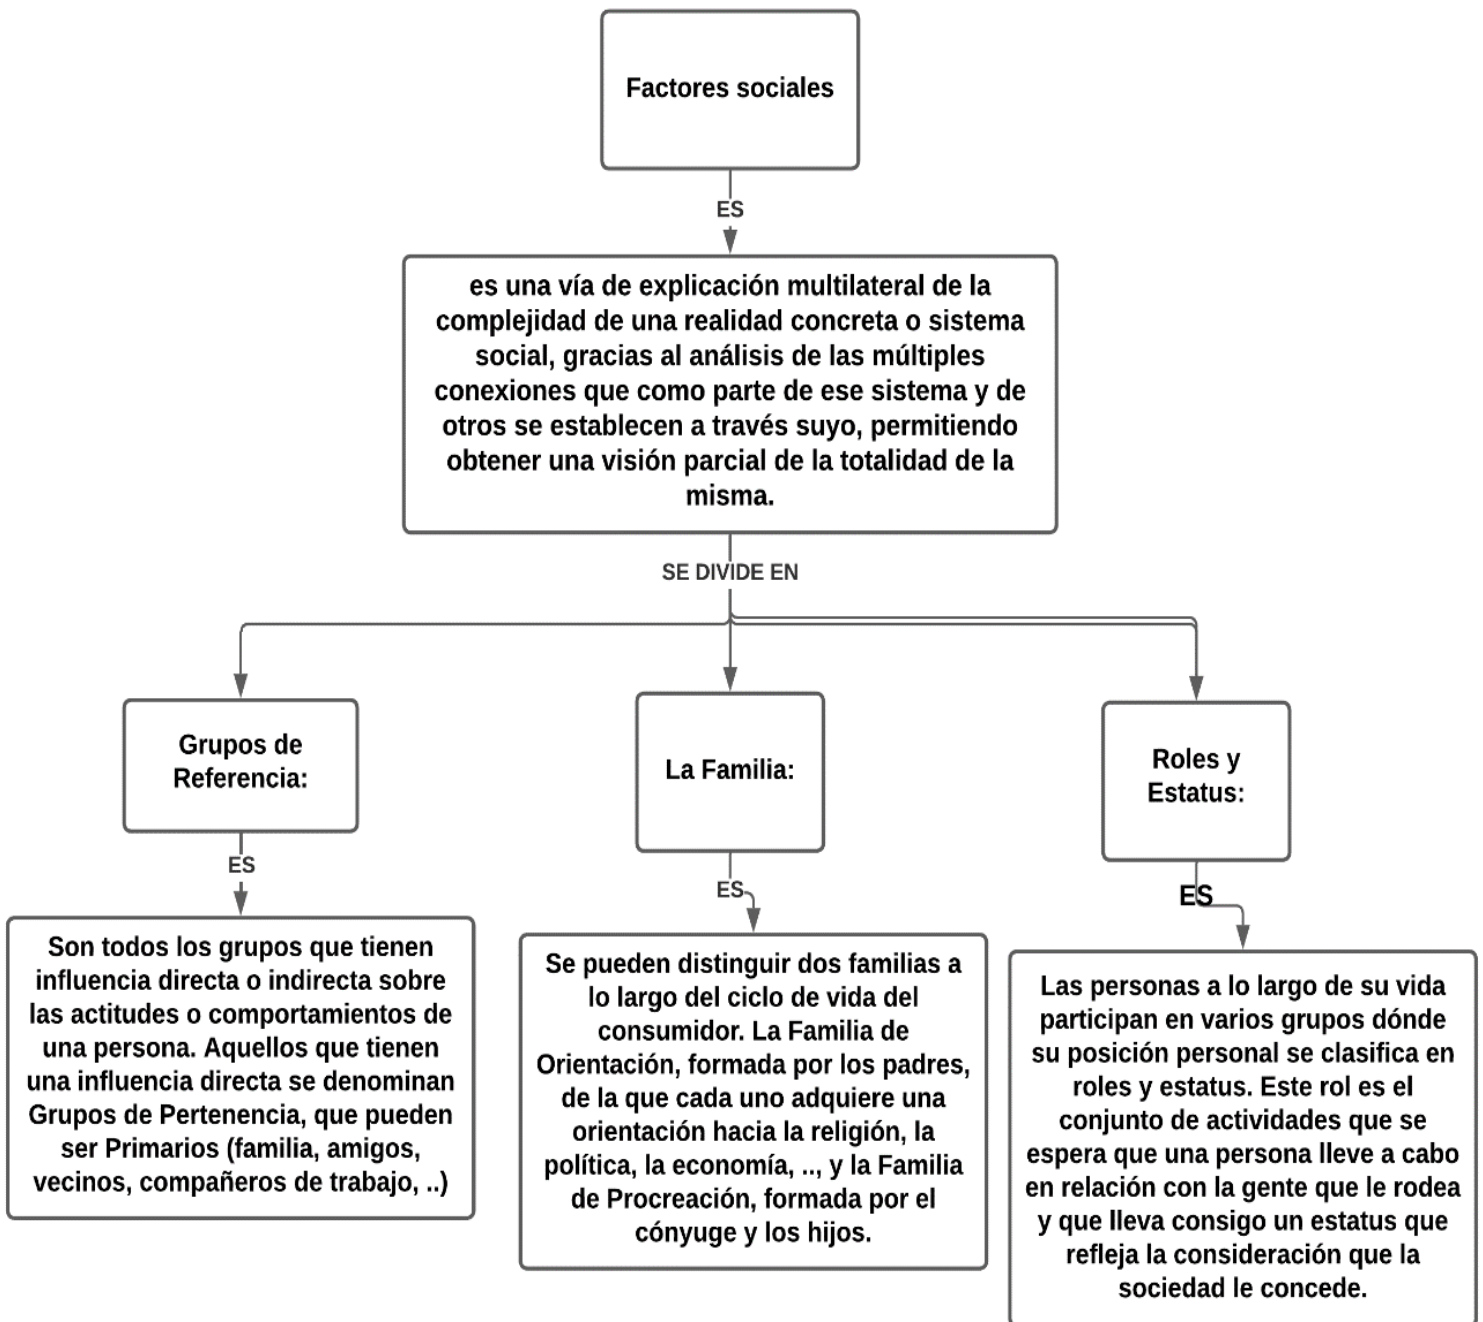 Factores sociales
ES
es una vía de explicación multilateral de la
complejidad de una realidad concreta o sistema
social, gracias al análisis de las múltiples
conexiones que como parte de ese sistema y de
otros se establecen a través suyo, permitiendo
obtener una visión parcial de la totalidad de la
misma.
SE DIVIDE EN
Grupos de
Referencia:
ES
Son todos los grupos que tienen
influencia directa o indirecta sobre
las actitudes o comportamientos de
una persona. Aquellos que tienen
una influencia directa se denominan
Grupos de Pertenencia, que pueden
ser Primarios (familia, amigos,
vecinos, compañeros de trabajo, ..)
La Familia:
ES
Se pueden distinguir dos familias a
lo largo del ciclo de vida del
consumidor. La Familia de
Orientación, formada por los padres,
de la que cada uno adquiere una
orientación hacia la religión, la
política, la economía, .., y la Familia
de Procreación, formada por el
cónyuge y los hijos.
Roles y
Estatus:
ES
Las personas a lo largo de su vida
participan en varios grupos dónde
su posición personal se clasifica en
roles y estatus. Este rol es el
conjunto de actividades que se
espera que una persona lleve a cabo
en relación con la gente que le rodea
y que lleva consigo un estatus que
refleja la consideración que la
sociedad le concede.